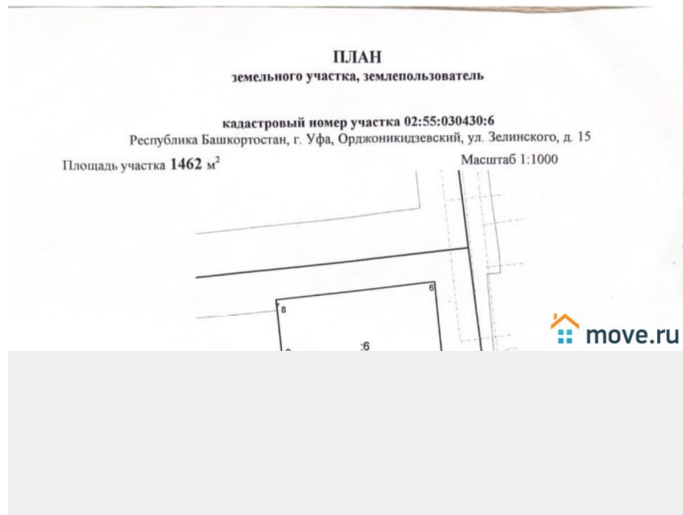 ПЛАН
земельного участка, землепользователь
кадастровый номер участка 02:55:030430:6
Республика Башкортостан, г. Уфа, Орджоникидзевский, ул. Зелинского, д. 15
Площадь участка 1462 м²
Масштаб 1:1000
6
8
:6
move.ru